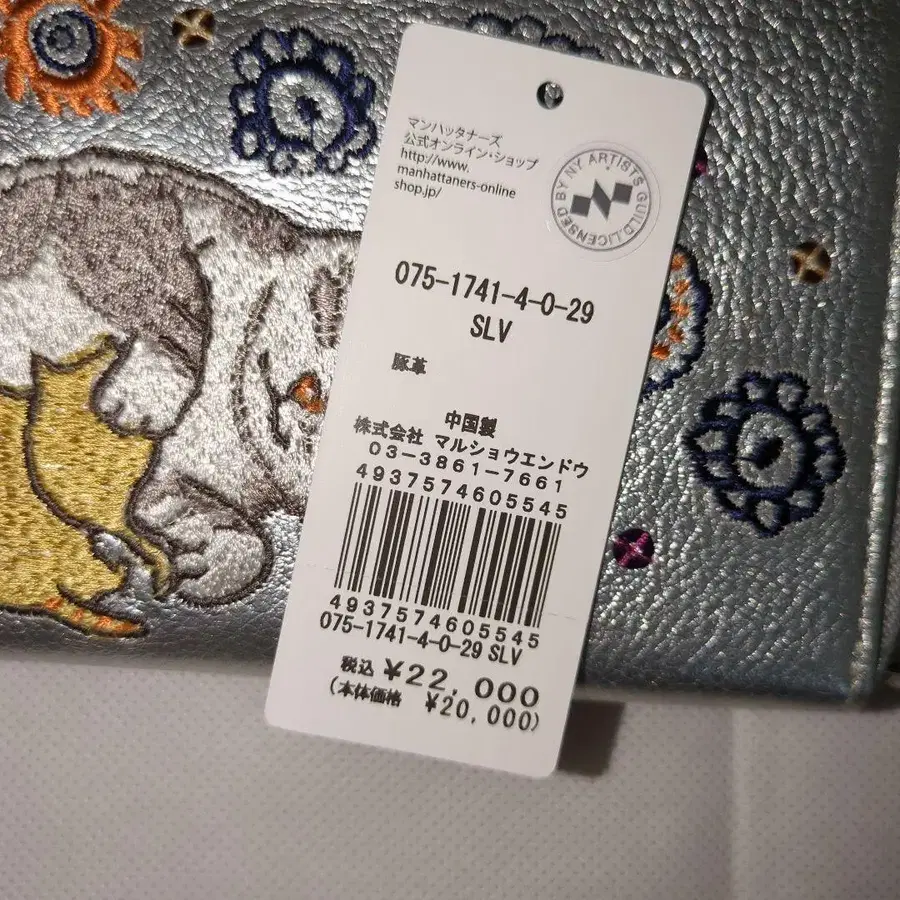 マンハッタナーズ
公式オンライン・ショップ
http://www.
manhattaners-online
shop.jp/
LICENSED BY NY ARTISTS GUILD.
075-1741-4-0-29
SLV
豚革
中国製
株式会社 マルショウエンドウ
03-3861-7661
4937574605545
4937574605545
075-1741-4-0-29 SLV
税込 ¥22,000
(本体価格 ¥20,000)